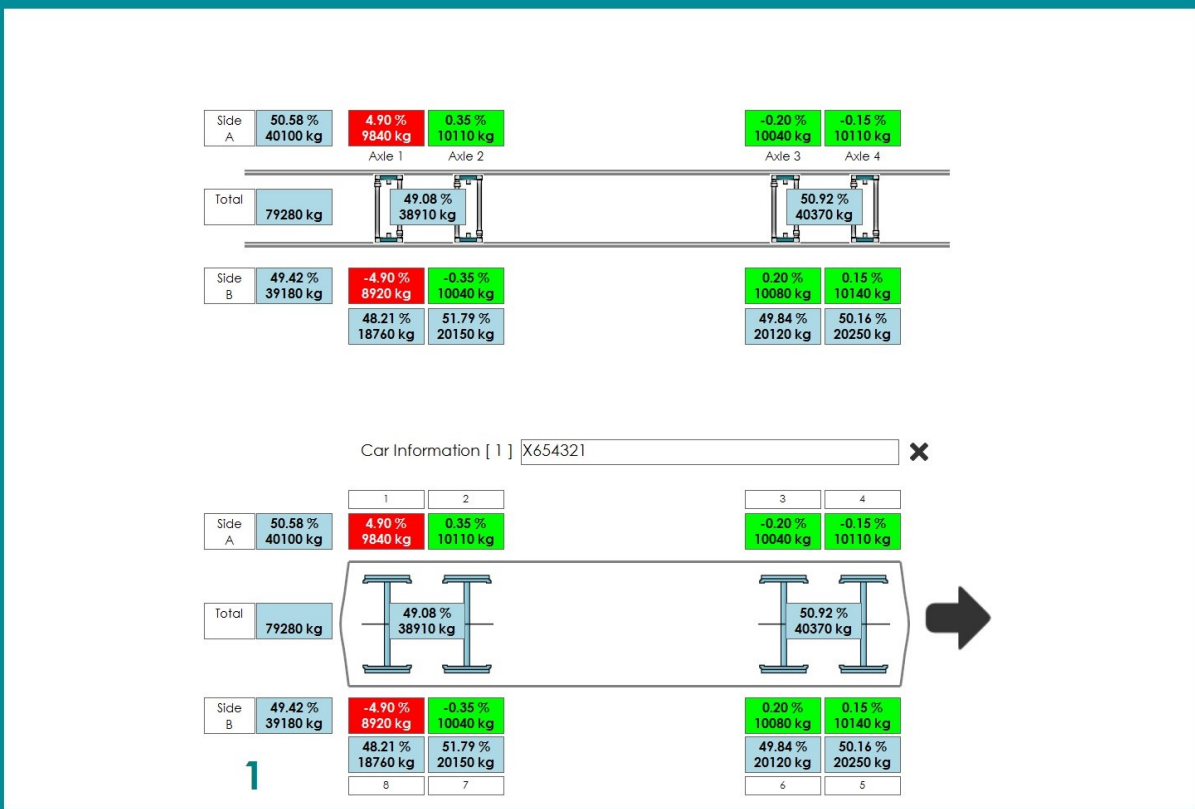 Side A 50.58 % 40100 kg 4.90 % 9840 kg 0.35 % 10110 kg -0.20 % 10040 kg -0.15 % 10110 kg
Axle 1 Axle 2 Axle 3 Axle 4
Total 79280 kg 49.08 % 38910 kg 50.92 % 40370 kg
Side B 49.42 % 39180 kg -4.90 % 8920 kg -0.35 % 10040 kg 0.20 % 10080 kg 0.15 % 10140 kg
48.21 % 18760 kg 51.79 % 20150 kg 49.84 % 20120 kg 50.16 % 20250 kg
Car Information [ 1 ] X654321
1 2 3 4
Side A 50.58 % 40100 kg 4.90 % 9840 kg 0.35 % 10110 kg -0.20 % 10040 kg -0.15 % 10110 kg
Total 79280 kg 49.08 % 38910 kg 50.92 % 40370 kg
Side B 49.42 % 39180 kg -4.90 % 8920 kg -0.35 % 10040 kg 0.20 % 10080 kg 0.15 % 10140 kg
48.21 % 18760 kg 51.79 % 20150 kg 49.84 % 20120 kg 50.16 % 20250 kg
1
8 7 6 5